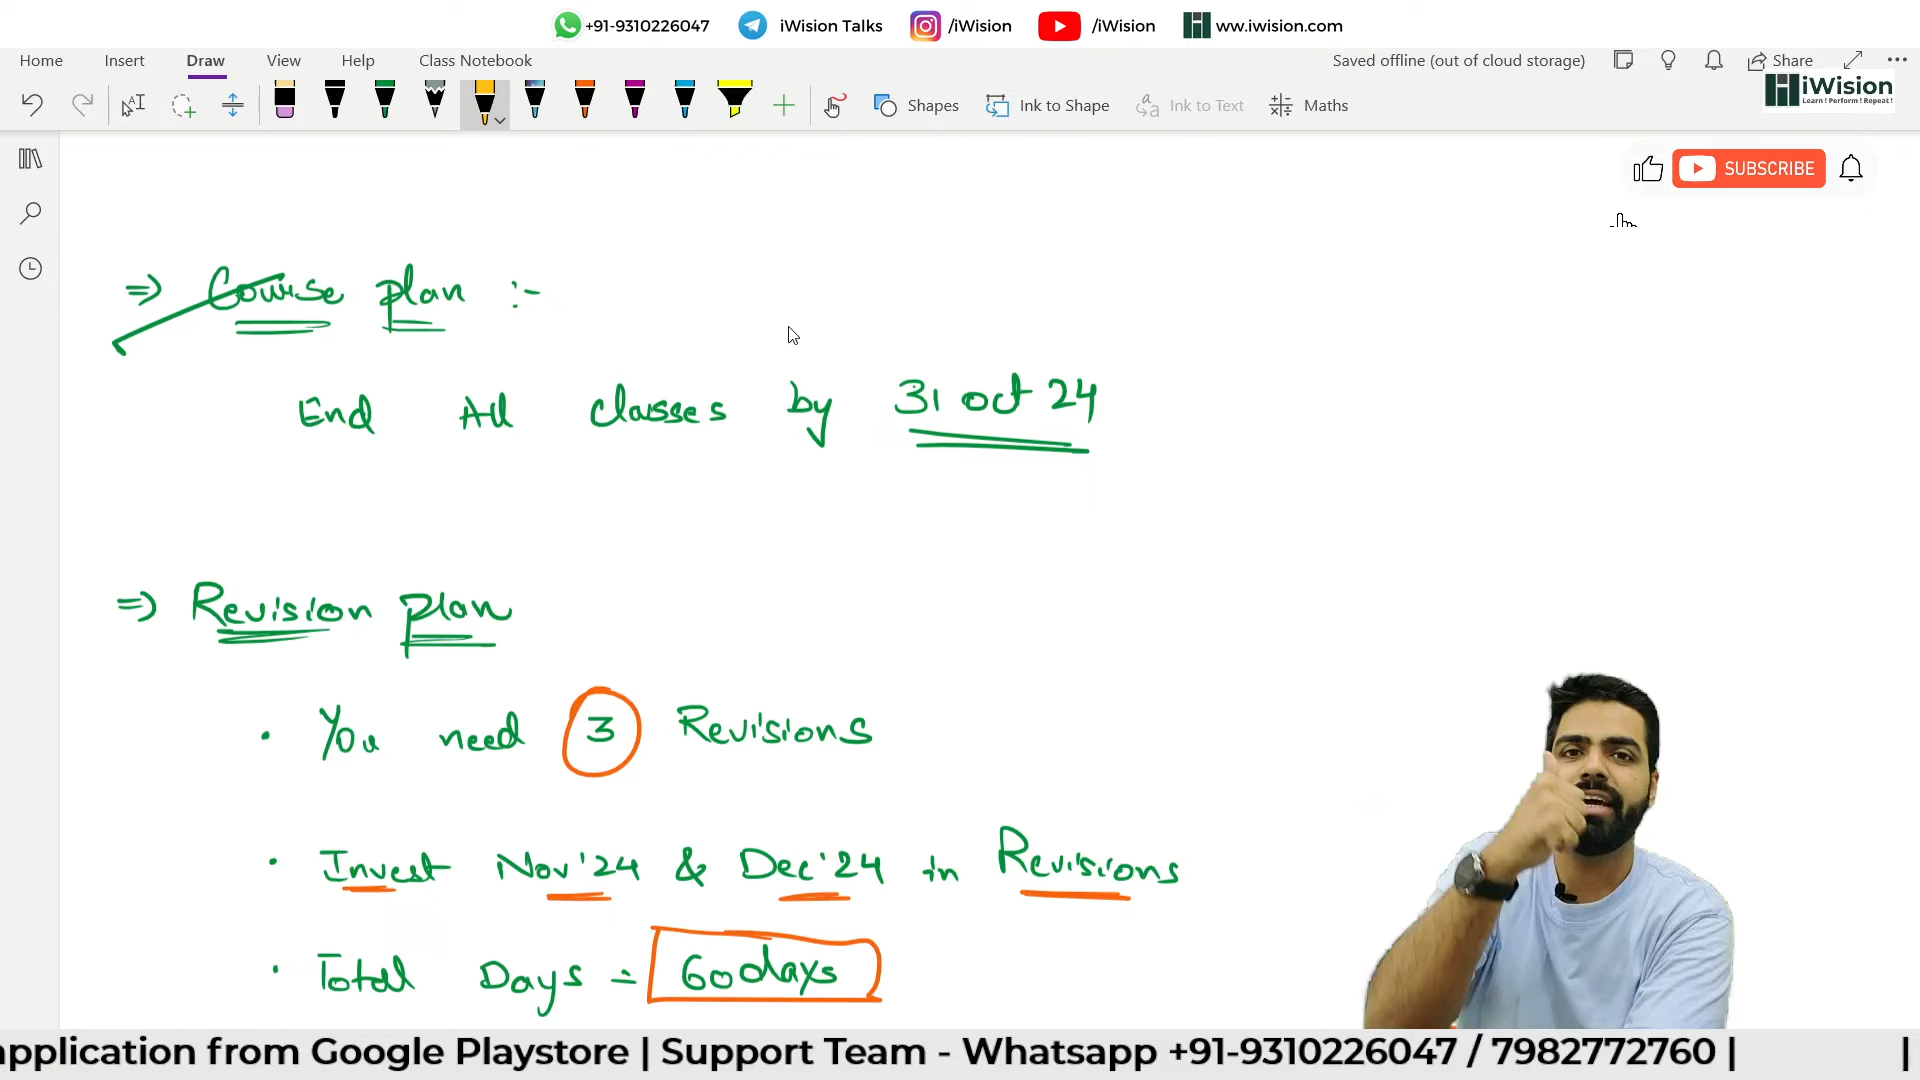 +91-9310226047 iWision Talks /iWision /iWision ww.iwision.com
Home Insert Draw View Help Class Notebook Saved offline (out of cloud storage) Share
Shapes Ink to Shape Ink to Text Maths
iWision
Learn ! Perform ! Repeat !
SUBSCRIBE
⇒ Course plan :-
End All classes by 31 oct 24
⇒ Revision plan
• You need 3 Revisions
• Invest Nov'24 & Dec'24 in Revisions
• Total Days = 60 days
application from Google Playstore | Support Team - Whatsapp +91-9310226047 / 7982772760 | |